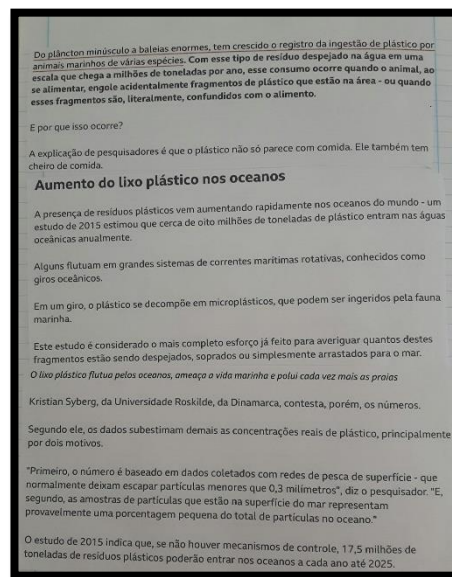 Do plâncton minúsculo a baleias enormes, tem crescido o registro da ingestão de plástico por
animais marinhos de várias espécies. Com esse tipo de resíduo despejado na água em uma
escala que chega a milhões de toneladas por ano, esse consumo ocorre quando o animal, ao
se alimentar, engole acidentalmente fragmentos de plástico que estão na área - ou quando
esses fragmentos são, literalmente, confundidos com o alimento.
E por que isso ocorre?
A explicação de pesquisadores é que o plástico não só parece com comida. Ele também tem
cheiro de comida.
Aumento do lixo plástico nos oceanos
A presença de resíduos plásticos vem aumentando rapidamente nos oceanos do mundo - um
estudo de 2015 estimou que cerca de oito milhões de toneladas de plástico entram nas águas
oceânicas anualmente.
Alguns flutuam em grandes sistemas de correntes marítimas rotativas, conhecidos como
giros oceânicos.
Em um giro, o plástico se decompõe em microplásticos, que podem ser ingeridos pela fauna
marinha.
Este estudo é considerado o mais completo esforço já feito para averiguar quantos destes
fragmentos estão sendo despejados, soprados ou simplesmente arrastados para o mar.
O lixo plástico flutua pelos oceanos, ameaça a vida marinha e polui cada vez mais as praias
Kristian Syberg, da Universidade Roskilde, da Dinamarca, contesta, porém, os números.
Segundo ele, os dados subestimam demais as concentrações reais de plástico, principalmente
por dois motivos.
"Primeiro, o número é baseado em dados coletados com redes de pesca de superfície - que
normalmente deixam escapar partículas menores que 0,3 milímetros", diz o pesquisador. "E,
segundo, as amostras de partículas que estão na superfície do mar representam
provavelmente uma porcentagem pequena do total de partículas no oceano."
O estudo de 2015 indica que, se não houver mecanismos de controle, 17,5 milhões de
toneladas de resíduos plásticos poderão entrar nos oceanos a cada ano até 2025.